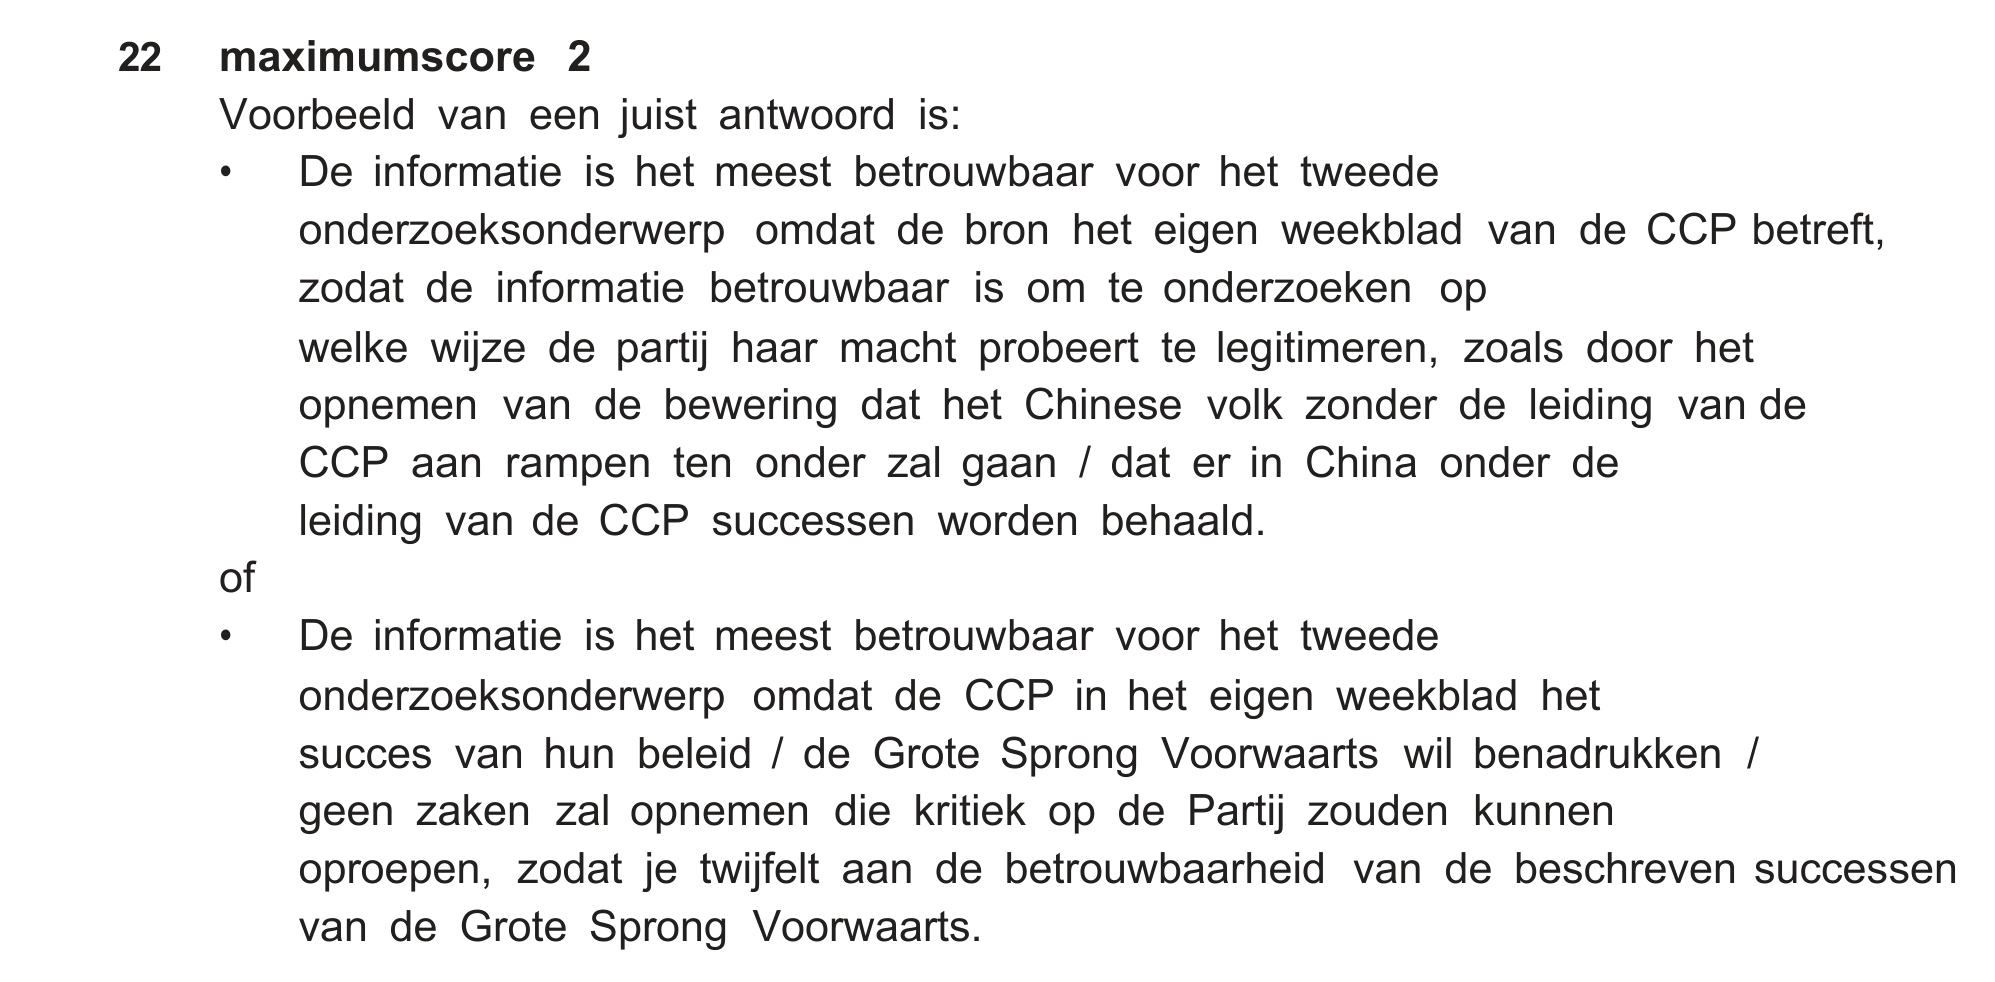 22 maximumscore 2
Voorbeeld van een juist antwoord is:
• De informatie is het meest betrouwbaar voor het tweede
onderzoeksonderwerp omdat de bron het eigen weekblad van de CCP betreft,
zodat de informatie betrouwbaar is om te onderzoeken op
welke wijze de partij haar macht probeert te legitimeren, zoals door het
opnemen van de bewering dat het Chinese volk zonder de leiding van de
CCP aan rampen ten onder zal gaan / dat er in China onder de
leiding van de CCP successen worden behaald.
of
• De informatie is het meest betrouwbaar voor het tweede
onderzoeksonderwerp omdat de CCP in het eigen weekblad het
succes van hun beleid / de Grote Sprong Voorwaarts wil benadrukken /
geen zaken zal opnemen die kritiek op de Partij zouden kunnen
oproepen, zodat je twijfelt aan de betrouwbaarheid van de beschreven successen
van de Grote Sprong Voorwaarts.